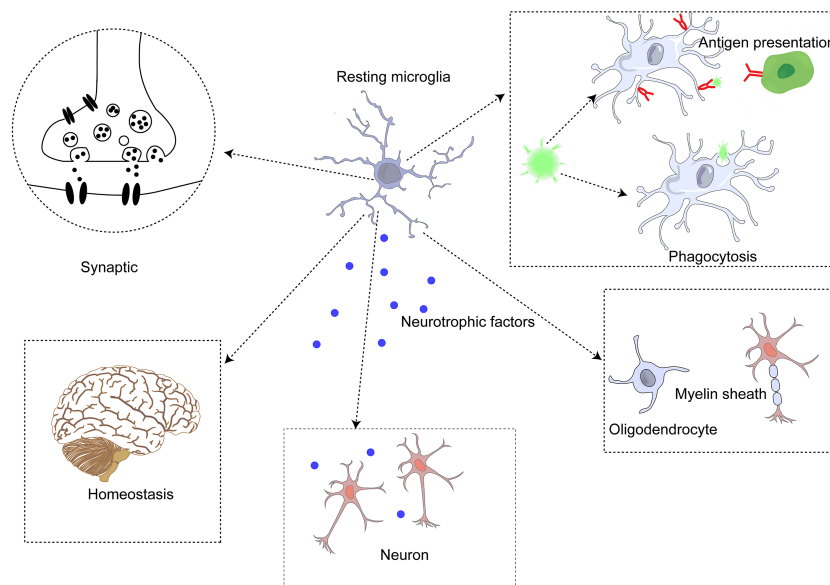 Antigen presentation
Resting microglia
Phagocytosis
Synaptic
Neurotrophic factors
Myelin sheath
Oligodendrocyte
Homeostasis
Neuron